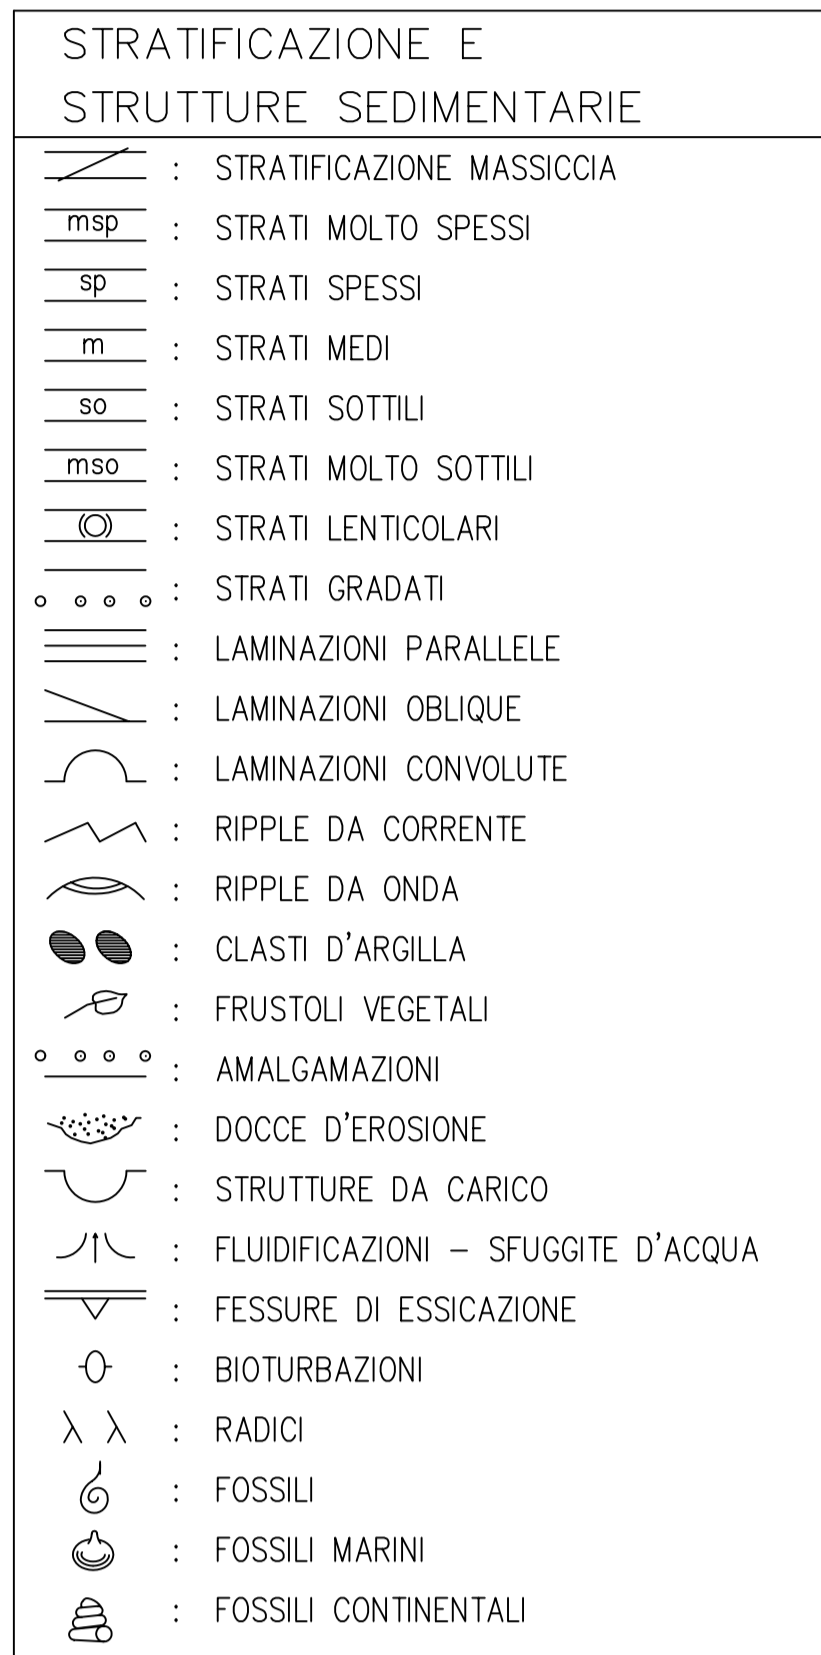 STRATIFICAZIONE E
STRUTTURE SEDIMENTARIE
: STRATIFICAZIONE MASSICCIA
msp : STRATI MOLTO SPESSI
sp : STRATI SPESSI
m : STRATI MEDI
so : STRATI SOTTILI
mso : STRATI MOLTO SOTTILI
: STRATI LENTICOLARI
: STRATI GRADATI
: LAMINAZIONI PARALLELE
: LAMINAZIONI OBLIQUE
: LAMINAZIONI CONVOLUTE
: RIPPLE DA CORRENTE
: RIPPLE DA ONDA
: CLASTI D'ARGILLA
: FRUSTOLI VEGETALI
: AMALGAMAZIONI
: DOCCE D'EROSIONE
: STRUTTURE DA CARICO
: FLUIDIFICAZIONI – SFUGGITE D'ACQUA
: FESSURE DI ESSICAZIONE
: BIOTURBAZIONI
: RADICI
: FOSSILI
: FOSSILI MARINI
: FOSSILI CONTINENTALI